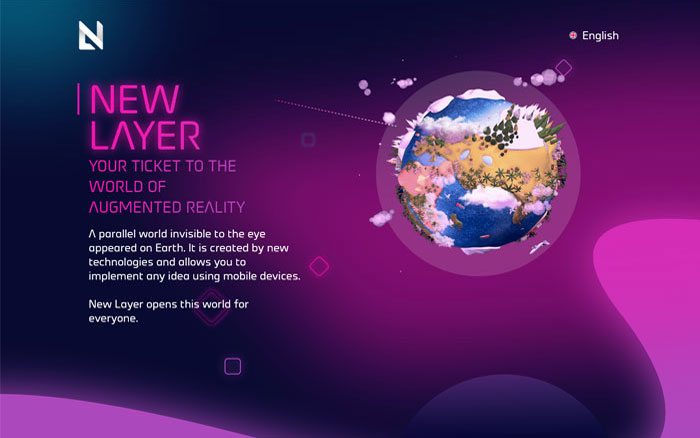 English
NEW
LAYER
YOUR TICKET TO THE
WORLD OF
AUGMENTED REALITY
A parallel world invisible to the eye
appeared on Earth. It is created by new
technologies and allows you to
implement any idea using mobile devices.
New Layer opens this world for
everyone.